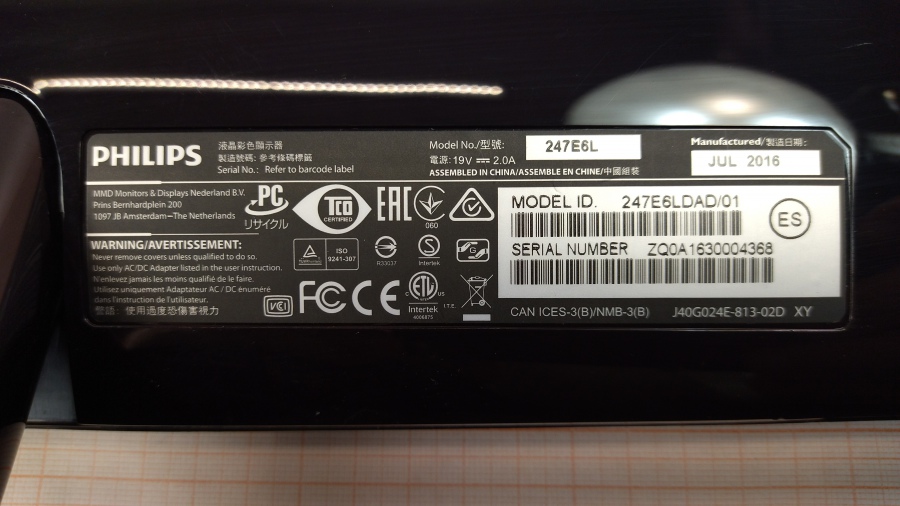 PHILIPS
液晶彩色顯示器
製造號碼: 參考條碼標籤
Serial No.: Refer to barcode label
Model No./型號:
247E6L
電源: 19V ⎓ 2.0A
ASSEMBLED IN CHINA/ASSEMBLE EN CHINE/中國組裝
Manufactured/製造日期:
JUL 2016
MMD Monitors & Displays Nederland B.V.
Prins Bernhardplein 200
1097 JB Amsterdam—The Netherlands
PC
リサイクル
TCO
CERTIFIED
EAC
060
MODEL ID. 247E6LDAD/01
SERIAL NUMBER ZQ0A1630004368
ES
WARNING/AVERTISSEMENT:
Never remove covers unless qualified to do so.
Use only AC/DC Adapter listed in the user instruction.
N'enlevez jamais les moins qualifié de le faire.
Utilisez uniquement Adaptateur AC / DC énuméré
dans l'instruction de l'utilisateur.
警語: 使用過度恐傷害視力
ISO
9241-307
R33037
S
Intertek
VCI
FC CE
ETL
US
Intertek
4006875
I.T.E.
CAN ICES-3(B)/NMB-3(B)
J40G024E-813-02D XY